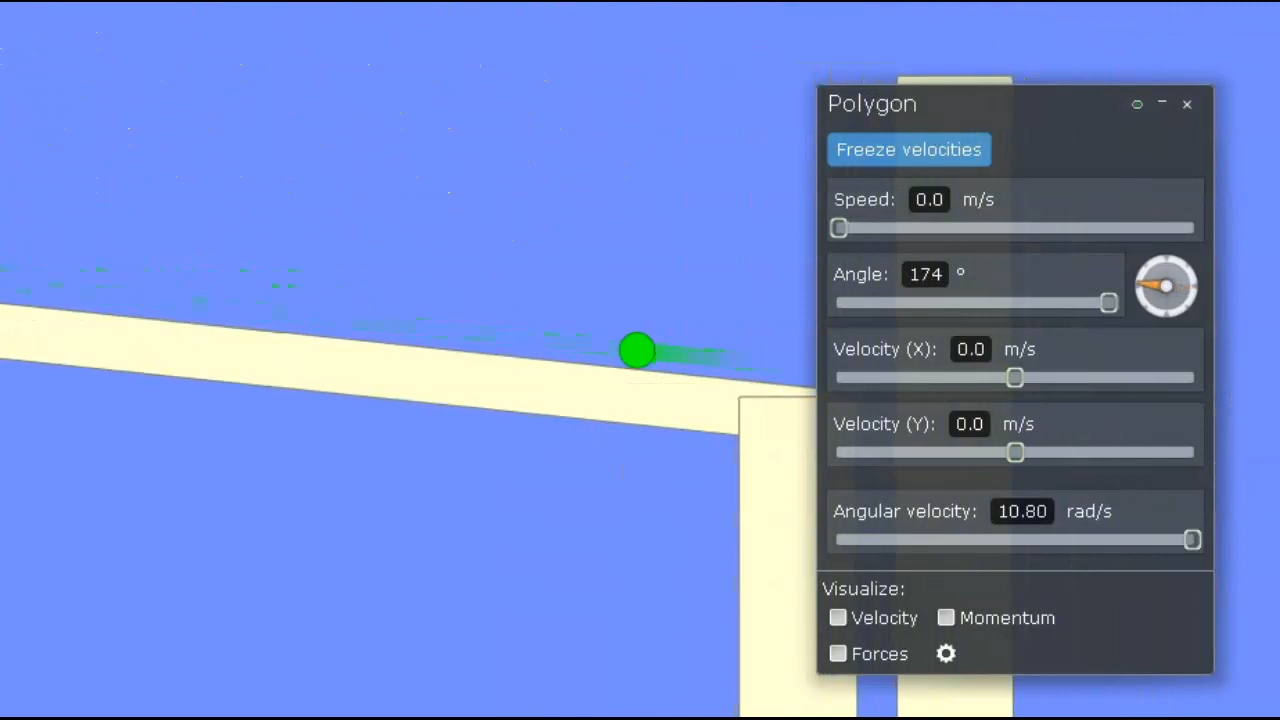 Polygon
Freeze velocities
Speed: 0.0 m/s
Angle: 174 °
Velocity (X): 0.0 m/s
Velocity (Y): 0.0 m/s
Angular velocity: 10.80 rad/s
Visualize:
Velocity Momentum
Forces